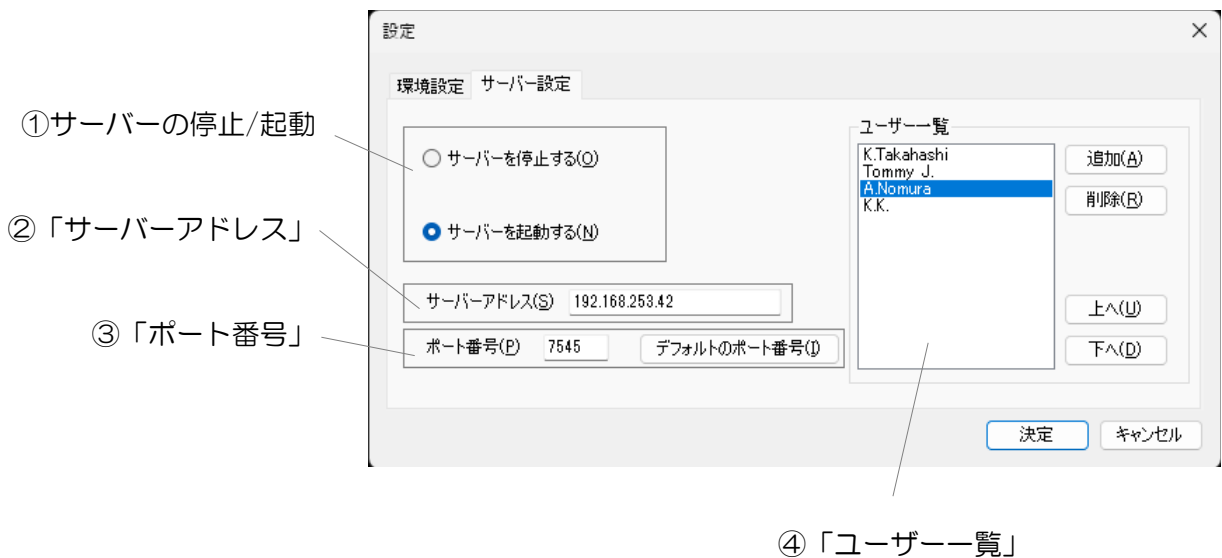 設定
環境設定 サーバー設定
①サーバーの停止/起動
サーバーを停止する(O)
サーバーを起動する(N)
②「サーバーアドレス」
サーバーアドレス(S) 192.168.253.42
③「ポート番号」
ポート番号(P) 7545 デフォルトのポート番号(I)
ユーザー一覧
K.Takahashi
Tommy J.
A.Nomura
K.K.
追加(A)
削除(R)
上へ(U)
下へ(D)
決定 キャンセル
④「ユーザー一覧」